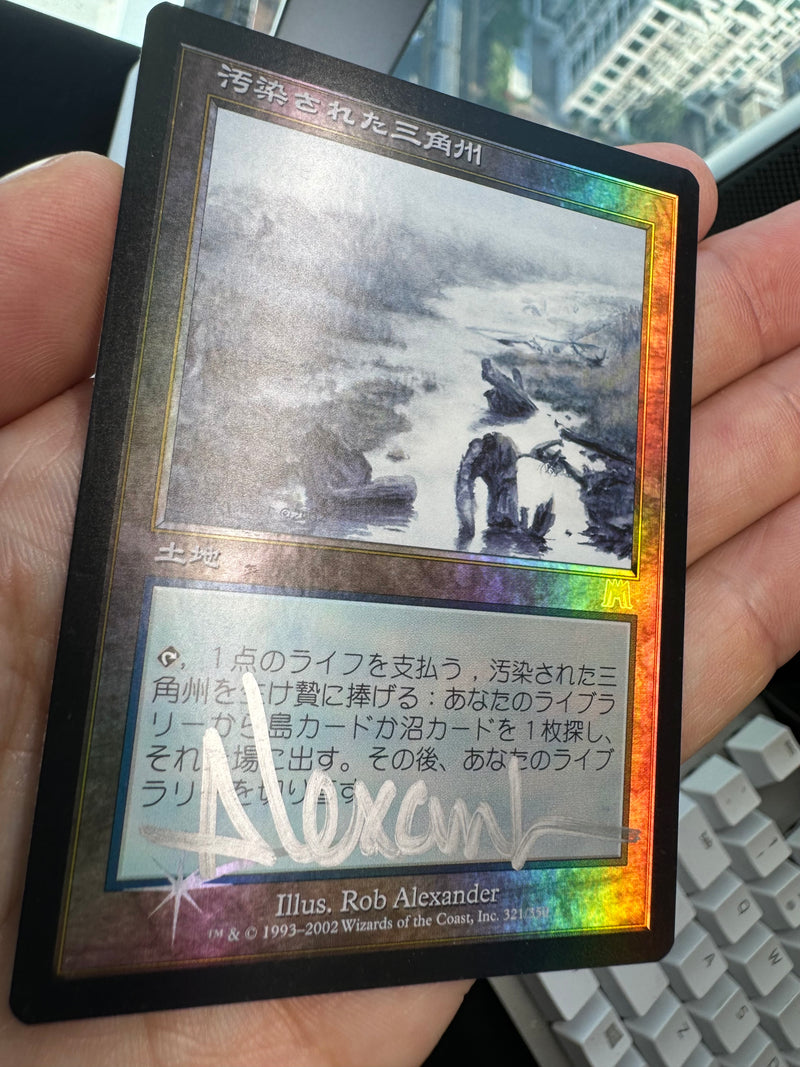 汚染された三角州
土地
, 1点のライフを支払う , 汚染された三
角州を生け贄に捧げる : あなたのライブラ
リーから島カードか沼カードを1枚探し、
それを場に出す。その後、あなたのライブ
ラリーを切り直す
Alexand
Illus. Rob Alexander
™ & © 1993–2002 Wizards of the Coast, Inc. 321/350
Q
W
A
S
Z